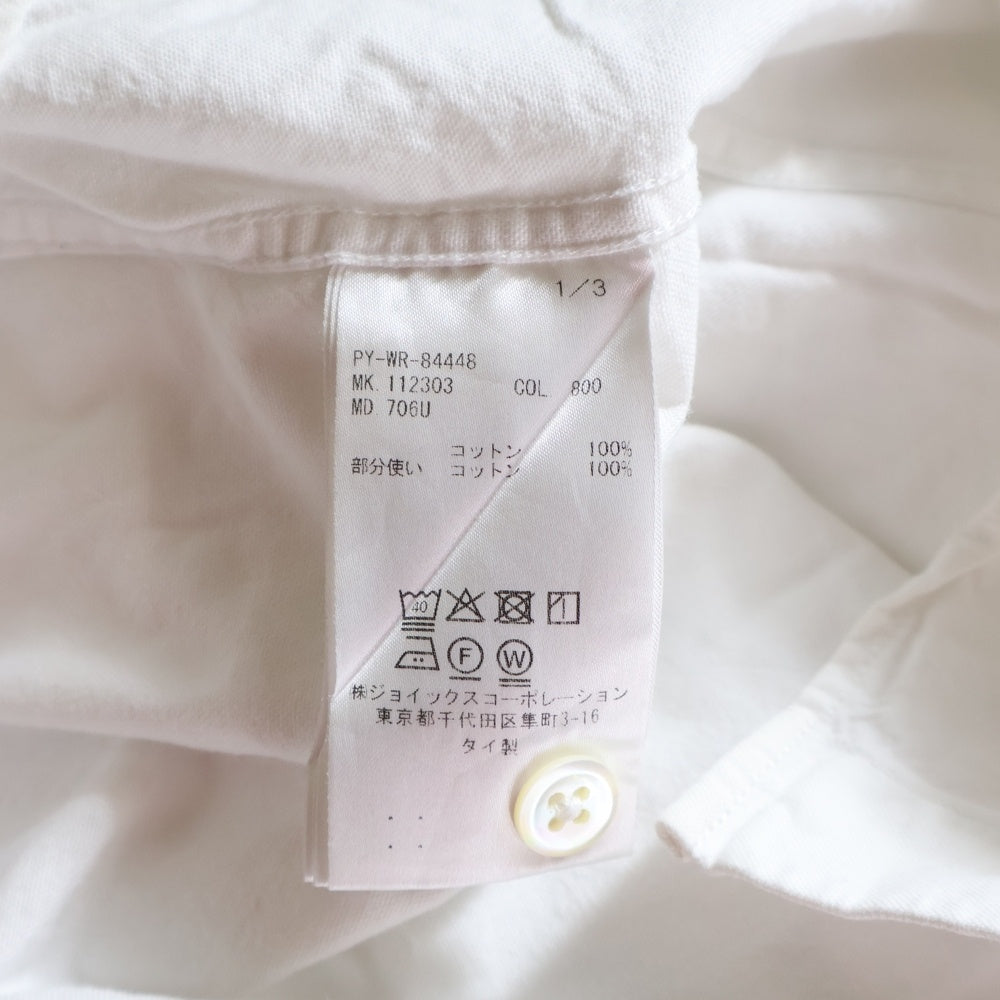 1/3
PY-WR-84448
MK. 112303 COL. 800
MD. 706U
コットン 100%
部分使い コットン 100%
40
F W
㈱ジョイックスコーポレーション
東京都千代田区隼町3-16
タイ製